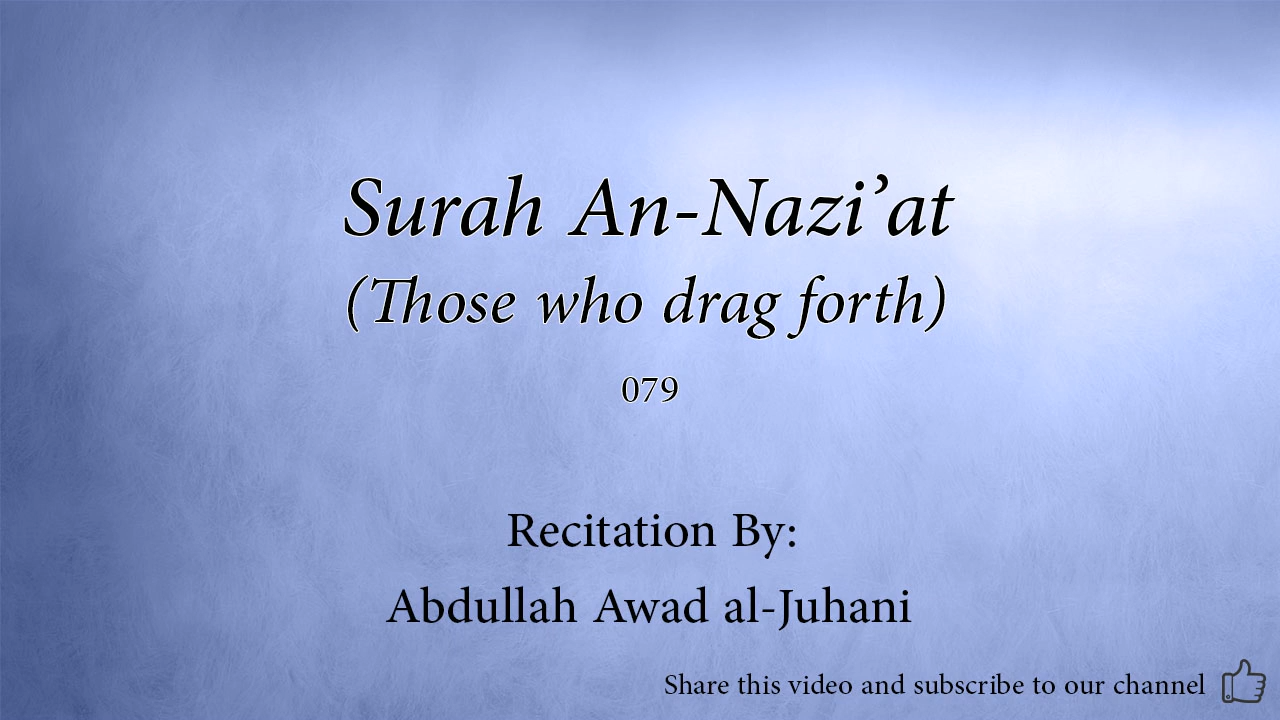 Surah An-Nazi’at
(Those who drag forth)
079
Recitation By:
Abdullah Awad al-Juhani
Share this video and subscribe to our channel